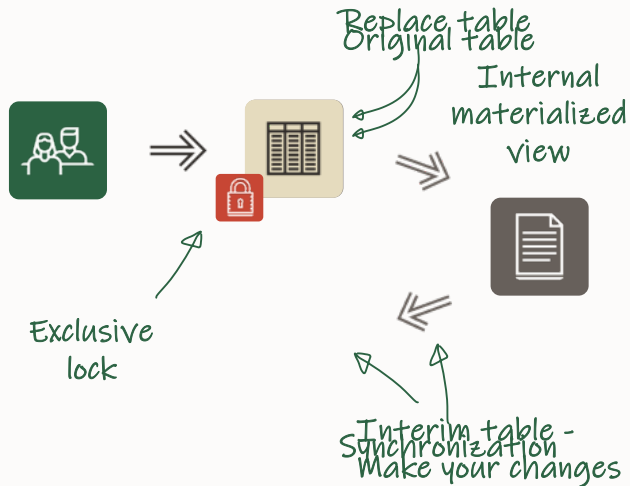 Replace table
Original table
Internal
materialized
view
Exclusive
lock
Interim table -
Synchronization
Make your changes